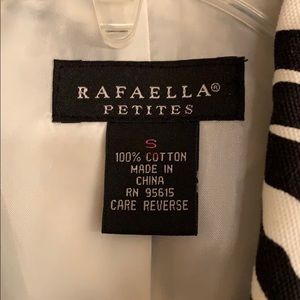 RAFAELLA®
PETITES
S
100% COTTON
MADE IN
CHINA
RN 95615
CARE REVERSE